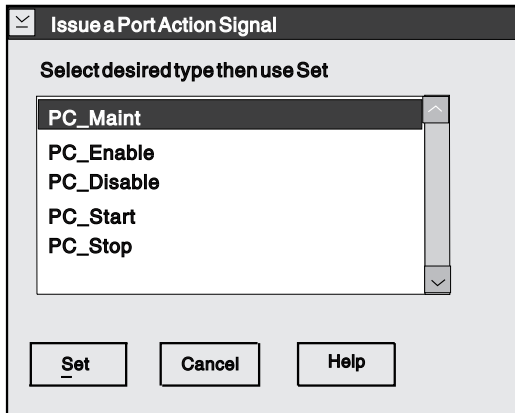 Issue a Port Action Signal
Select desired type then use Set
PC_Maint
PC_Enable
PC_Disable
PC_Start
PC_Stop
Set
Cancel
Help